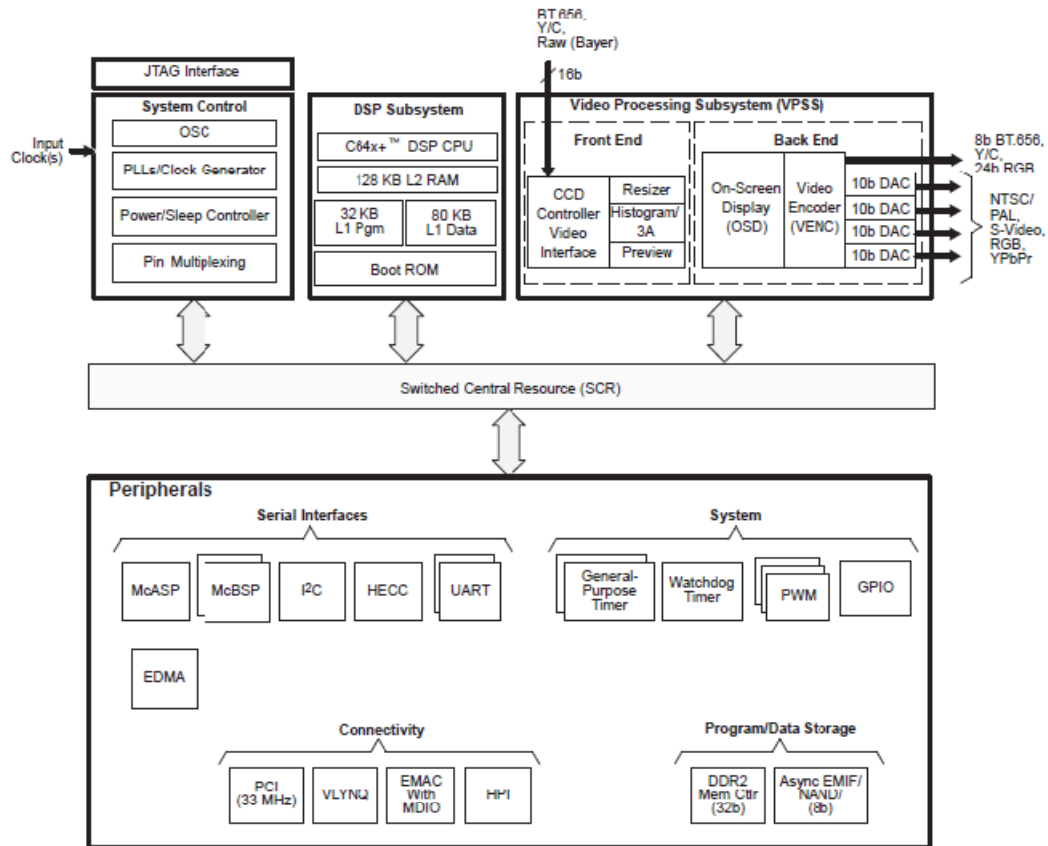 BT.656,
Y/C,
Raw (Bayer)
16b
JTAG Interface
System Control
Input
Clock(s)
OSC
PLLs/Clock Generator
Power/Sleep Controller
Pin Multiplexing
DSP Subsystem
C64x+™ DSP CPU
128 KB L2 RAM
32 KB
L1 Pgm
80 KB
L1 Data
Boot ROM
Video Processing Subsystem (VPSS)
Front End
CCD
Controller
Video
Interface
Resizer
Histogram/
3A
Preview
Back End
On-Screen
Display
(OSD)
Video
Encoder
(VENC)
10b DAC
10b DAC
10b DAC
10b DAC
8b BT.656,
Y/C,
24b RGB
NTSC/
PAL,
S-Video,
RGB,
YPbPr
Switched Central Resource (SCR)
Peripherals
Serial Interfaces
McASP
McBSP
I²C
HECC
UART
System
General-
Purpose
Timer
Watchdog
Timer
PWM
GPIO
EDMA
Connectivity
PCI
(33 MHz)
VLYNQ
EMAC
With
MDIO
HPI
Program/Data Storage
DDR2
Mem Ctlr
(32b)
Async EMIF/
NAND/
(8b)